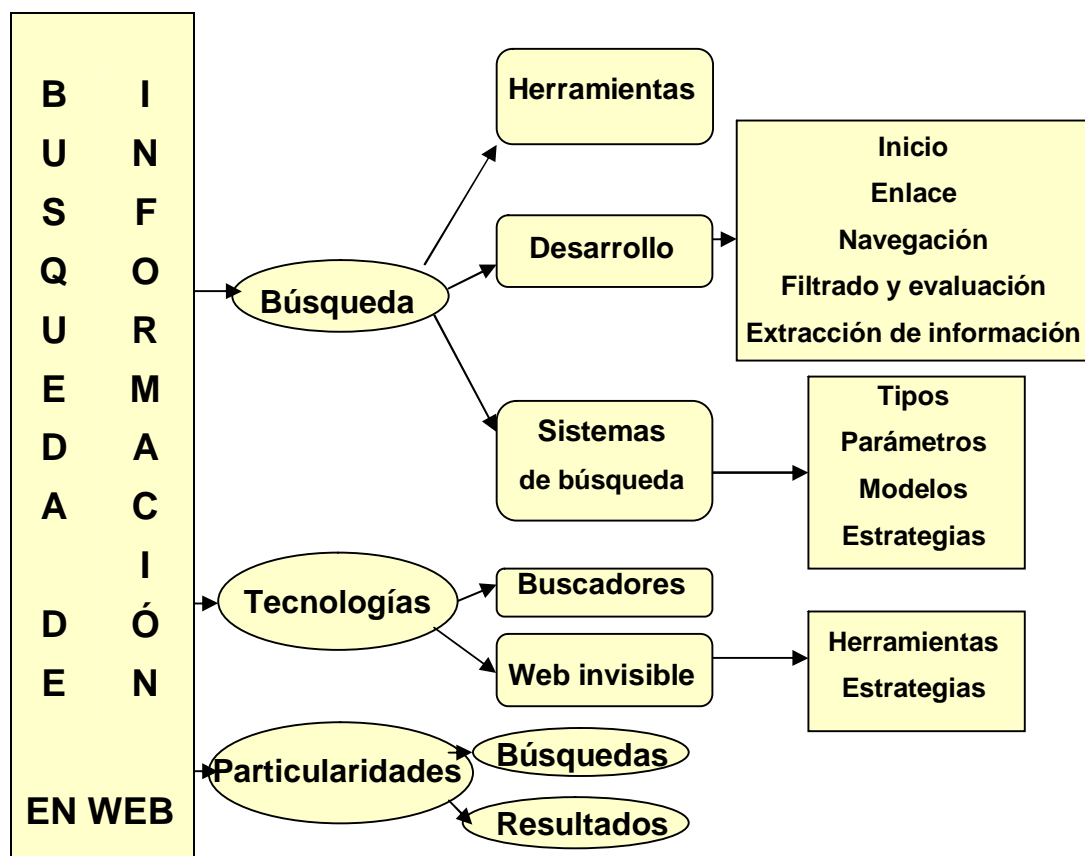 BUSQUEDA DE
INFORMACIÓN
EN WEB
Búsqueda
Herramientas
Desarrollo
Inicio
Enlace
Navegación
Filtrado y evaluación
Extracción de información
Sistemas
de búsqueda
Tipos
Parámetros
Modelos
Estrategias
Tecnologías
Buscadores
Web invisible
Herramientas
Estrategias
Particularidades
Búsquedas
Resultados